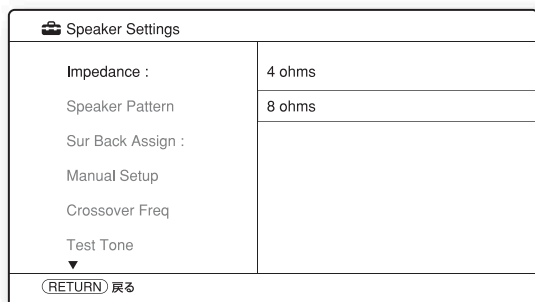 Speaker Settings
Impedance : 4 ohms
Speaker Pattern 8 ohms
Sur Back Assign :
Manual Setup
Crossover Freq
Test Tone
▼
RETURN 戻る